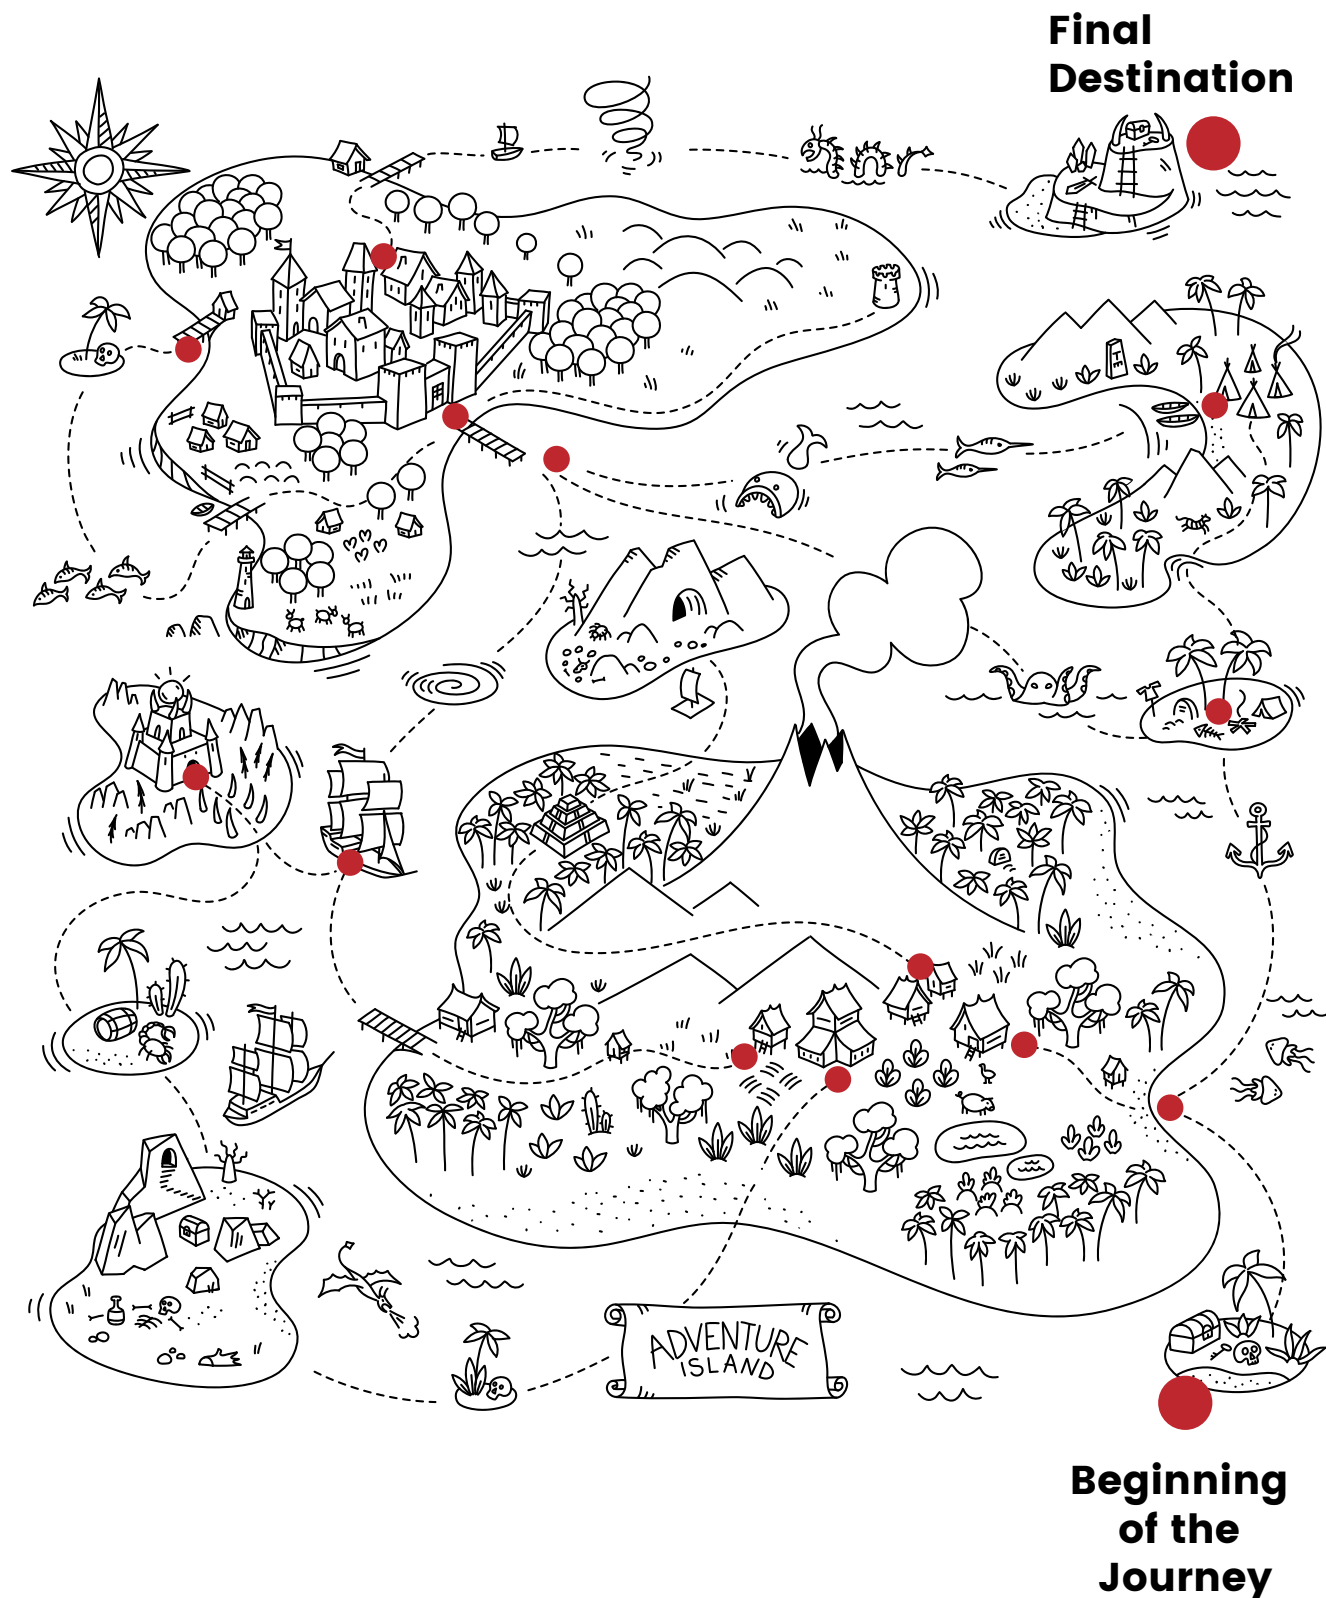 Final
Destination
ADVENTURE
ISLAND
Beginning
of the
Journey